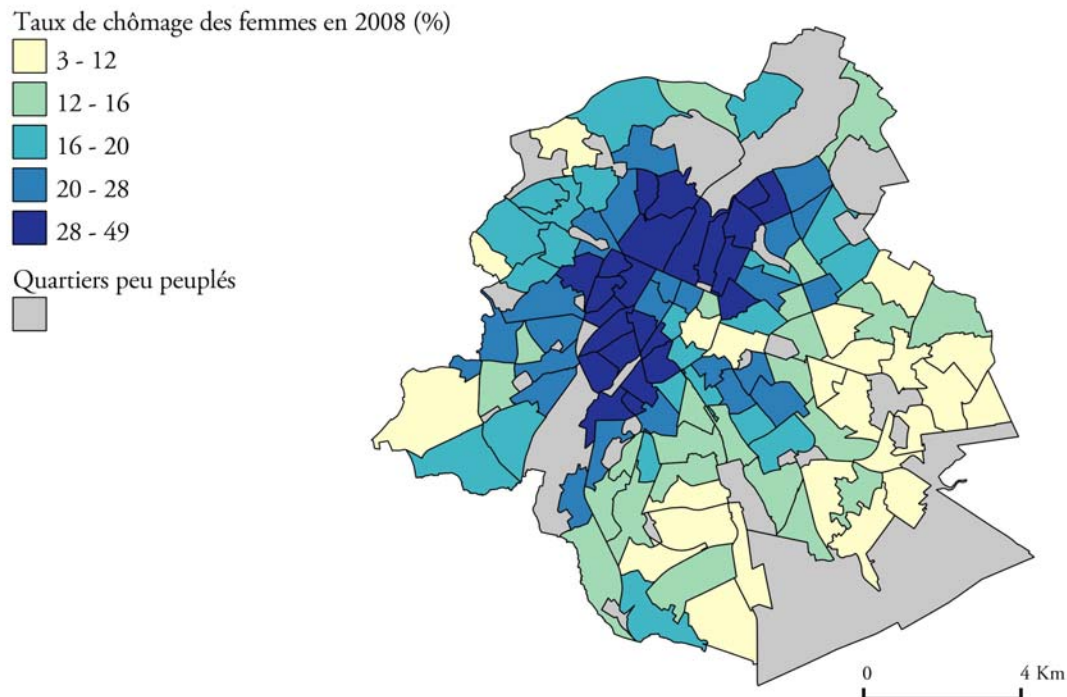 Taux de chômage des femmes en 2008 (%)
3 - 12
12 - 16
16 - 20
20 - 28
28 - 49
Quartiers peu peuplés
0 4 Km